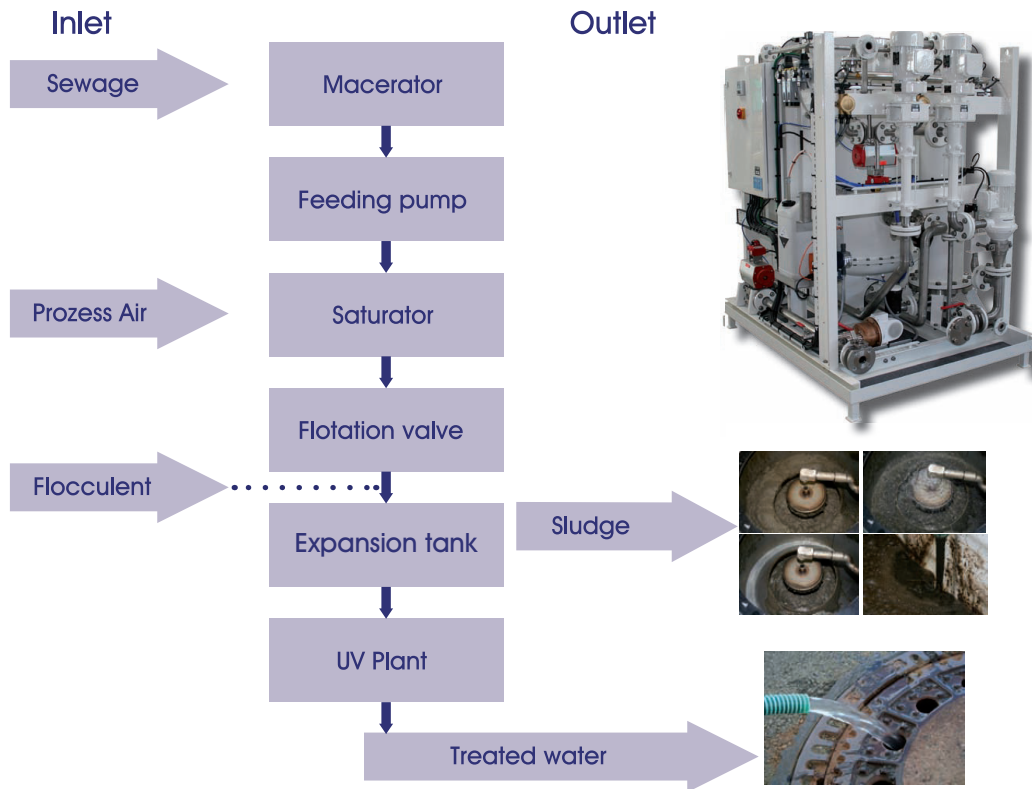 Inlet
Outlet
Sewage
Macerator
Feeding pump
Prozess Air
Saturator
Flotation valve
Flocculent
Sludge
Expansion tank
UV Plant
Treated water